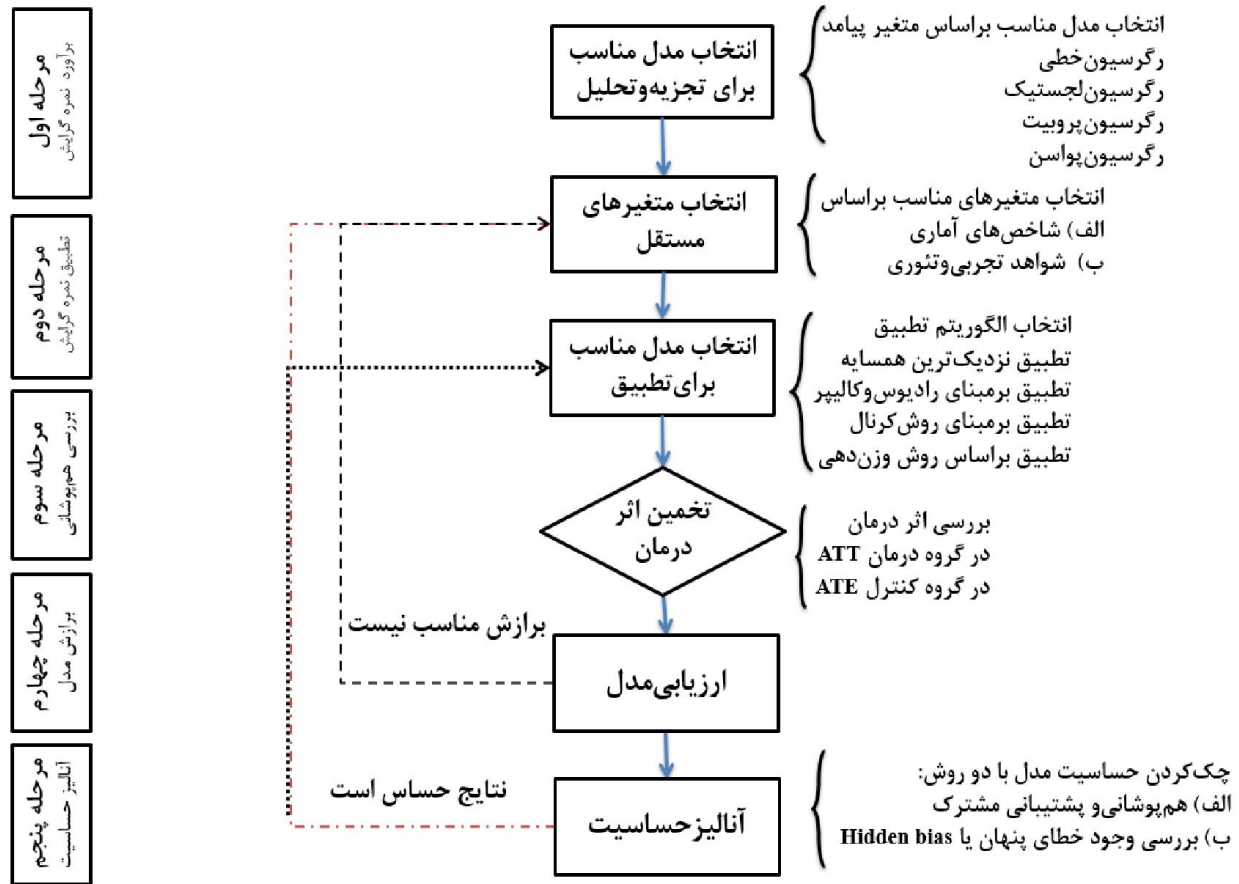 مرحله اول
برآورد نمره گرایش
مرحله دوم
تطبیق نمره گرایش
مرحله سوم
بررسی هم‌پوشانی
مرحله چهارم
برازش مدل
مرحله پنجم
آنالیز حساسیت
انتخاب مدل مناسب
برای تجزیه‌وتحلیل
انتخاب مدل مناسب براساس متغیر پیامد
رگرسیون‌خطی
رگرسیون‌لجستیک
رگرسیون‌پروبیت
رگرسیون‌پواسن
انتخاب متغیرهای
مستقل
انتخاب متغیرهای مناسب براساس
الف) شاخص‌های آماری
ب) شواهد تجربی‌وتئوری
انتخاب مدل مناسب
برای‌تطبیق
انتخاب الگوریتم تطبیق
تطبیق نزدیک‌ترین همسایه
تطبیق برمبنای رادیوس‌وکالیپر
تطبیق برمبنای روش‌کرنال
تطبیق براساس روش وزن‌دهی
تخمین اثر
درمان
بررسی اثر درمان
در گروه درمان ATT
در گروه کنترل ATE
برازش مناسب نیست
ارزیابی‌مدل
نتایج حساس است
آنالیزحساسیت
چک‌کردن حساسیت مدل با دو روش:
الف) هم‌پوشانی‌و پشتیبانی مشترک
ب) بررسی وجود خطای پنهان یا Hidden bias